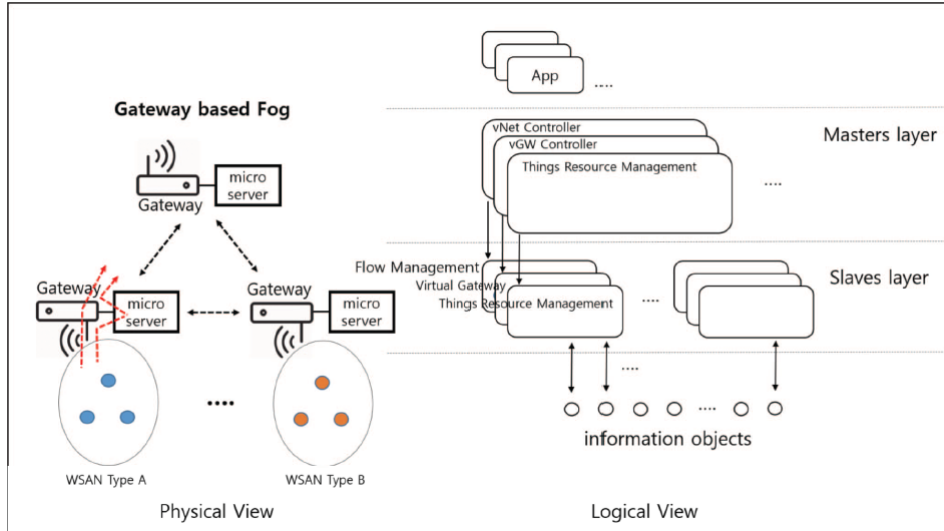 Gateway based Fog
micro
server
Gateway
Gateway
micro
server
Gateway
micro
server
....
WSAN Type A
WSAN Type B
Physical View
App
....
Masters layer
vNet Controller
vGW Controller
Things Resource Management
....
Slaves layer
Flow Management
Virtual Gateway
Things Resource Management
....
....
....
information objects
Logical View